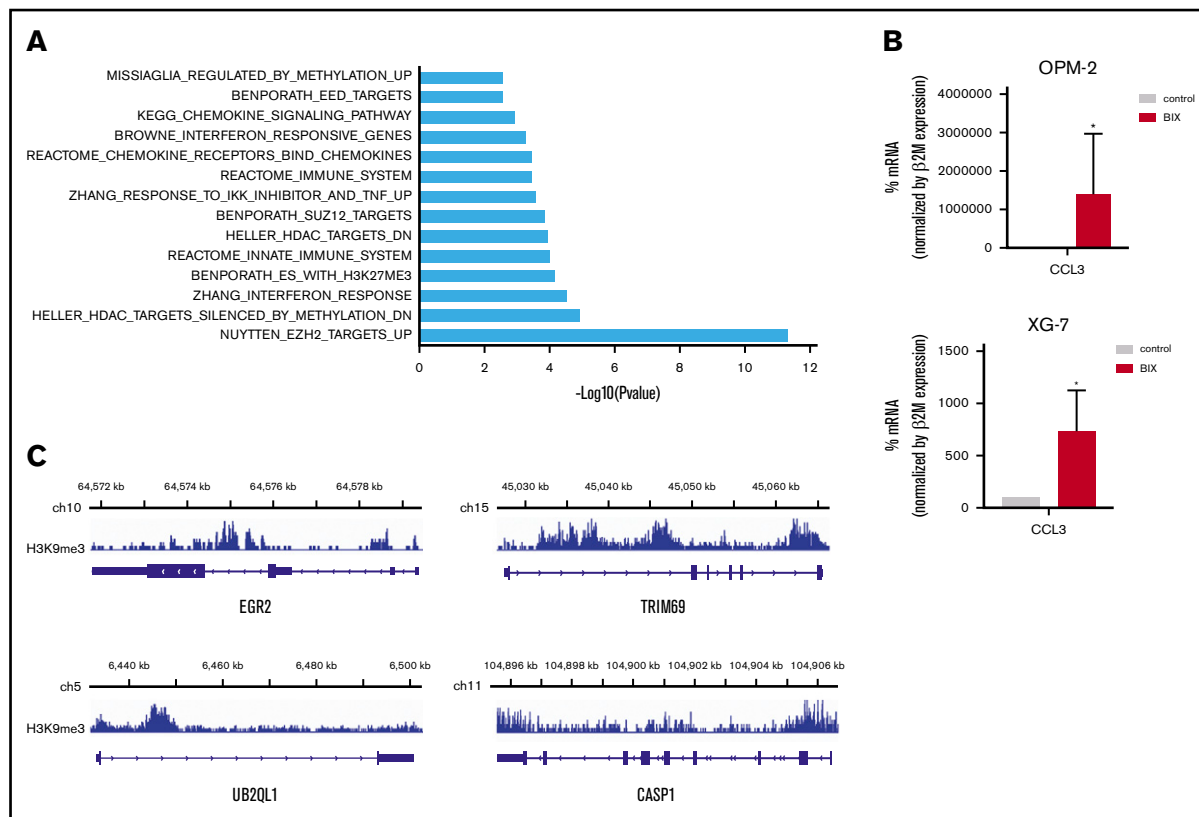 A
MISSIAGLIA_REGULATED_BY_METHYLATION_UP
BENPORATH_EED_TARGETS
KEGG_CHEMOKINE_SIGNALING_PATHWAY
BROWNE_INTERFERON_RESPONSIVE_GENES
REACTOME_CHEMOKINE_RECEPTORS_BIND_CHEMOKINES
REACTOME_IMMUNE_SYSTEM
ZHANG_RESPONSE_TO_IKK_INHIBITOR_AND_TNF_UP
BENPORATH_SUZ12_TARGETS
HELLER_HDAC_TARGETS_DN
REACTOME_INNATE_IMMUNE_SYSTEM
BENPORATH_ES_WITH_H3K27ME3
ZHANG_INTERFERON_RESPONSE
HELLER_HDAC_TARGETS_SILENCED_BY_METHYLATION_DN
NUYTTEN_EZH2_TARGETS_UP
0 2 4 6 8 10 12
-Log10(Pvalue)
B
OPM-2
control
BIX
% mRNA
(normalized by β2M expression)
4000000
3000000
2000000
1000000
0
*
CCL3
XG-7
control
BIX
% mRNA
(normalized by β2M expression)
1500
1000
500
0
*
CCL3
C
64,572 kb 64,574 kb 64,576 kb 64,578 kb
ch10
H3K9me3
EGR2
45,030 kb 45,040 kb 45,050 kb 45,060 kb
ch15
TRIM69
6,440 kb 6,460 kb 6,480 kb 6,500 kb
ch5
H3K9me3
UB2QL1
104,896 kb 104,898 kb 104,900 kb 104,902 kb 104,904 kb 104,906 kb
ch11
CASP1